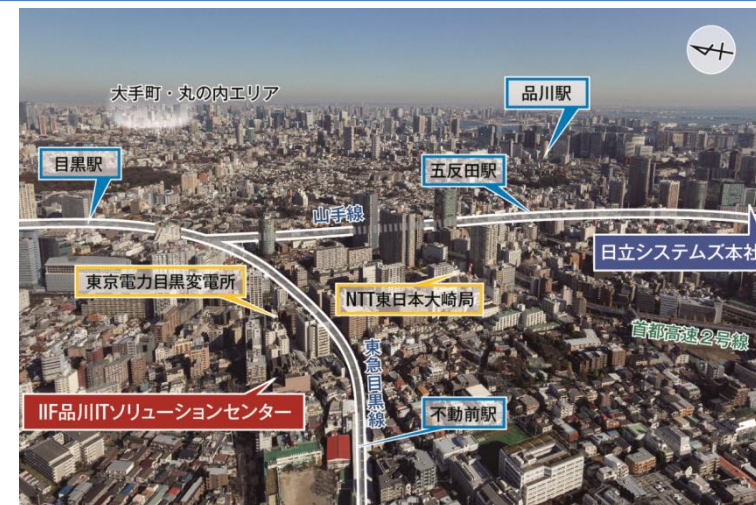 大手町・丸の内エリア
品川駅
目黒駅
五反田駅
山手線
日立システムズ本社
東京電力目黒変電所
NTT東日本大崎局
首都高速2号線
東急目黒線
IIF品川ITソリューションセンター
不動前駅